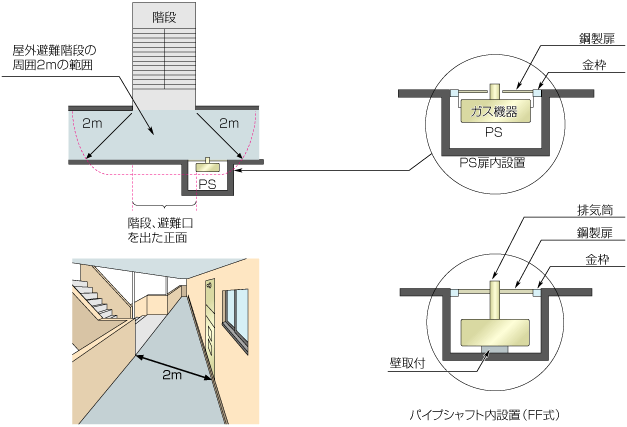 階段
屋外避難階段の
周囲2mの範囲
2m
2m
PS
階段、避難口
を出た正面
2m
鋼製扉
金枠
ガス機器
PS
PS扉内設置
排気筒
鋼製扉
金枠
壁取付
パイプシャフト内設置(FF式)